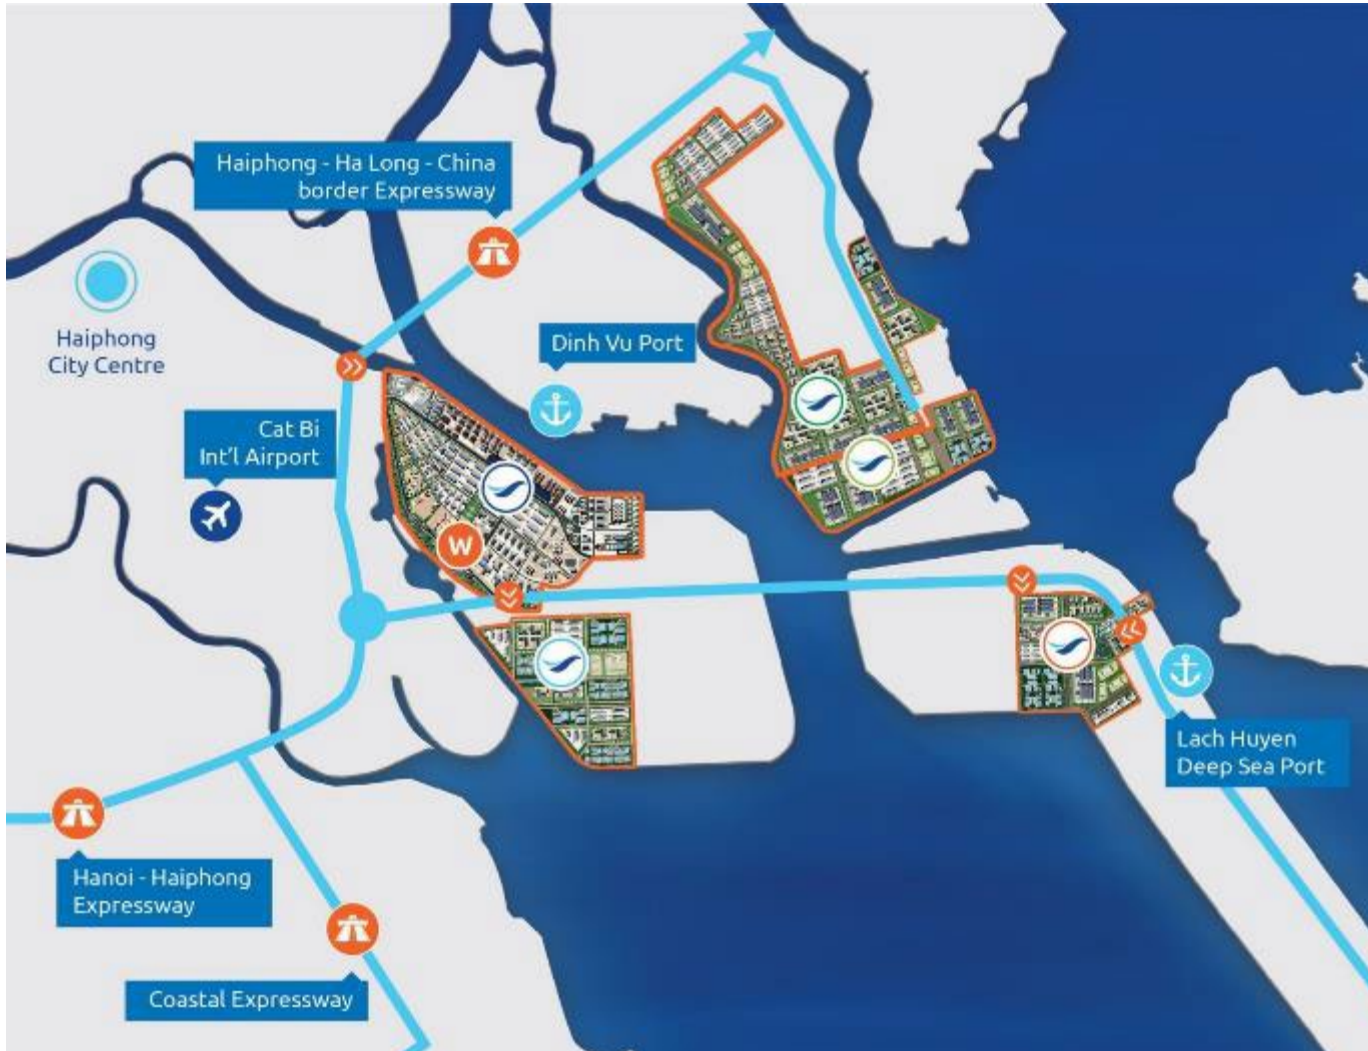 Haiphong - Ha Long - China
border Expressway
Haiphong
City Centre
Dinh Vu Port
Cat Bi
Int'l Airport
W
Lach Huyen
Deep Sea Port
Hanoi - Haiphong
Expressway
Coastal Expressway